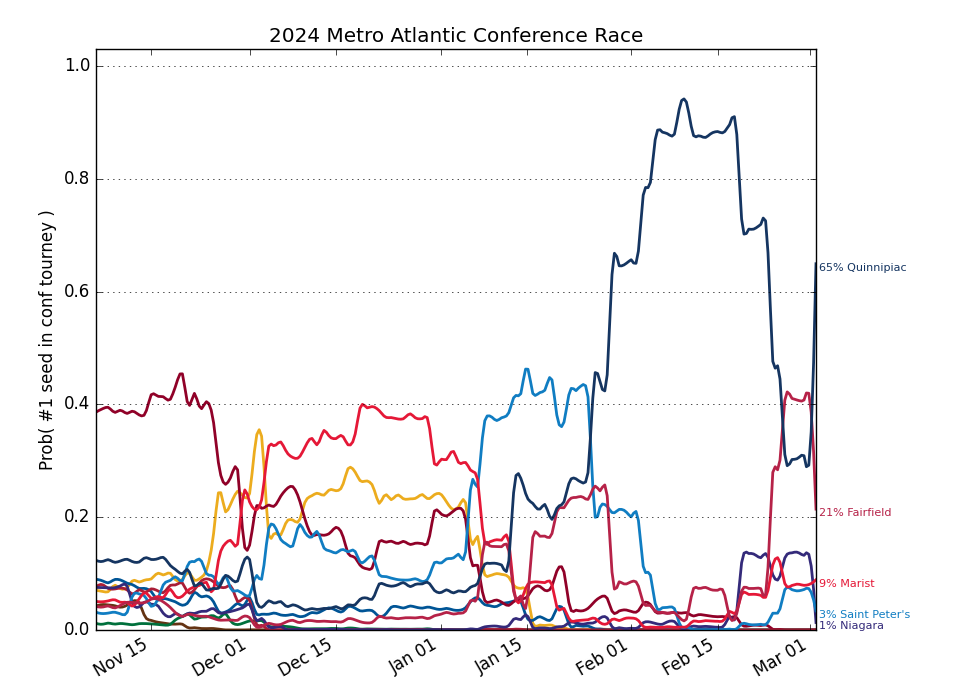 2024 Metro Atlantic Conference Race
Prob( #1 seed in conf tourney )
1.0
0.8
0.6
0.4
0.2
0.0
65% Quinnipiac
21% Fairfield
9% Marist
3% Saint Peter's
1% Niagara
Nov 15
Dec 01
Dec 15
Jan 01
Jan 15
Feb 01
Feb 15
Mar 01